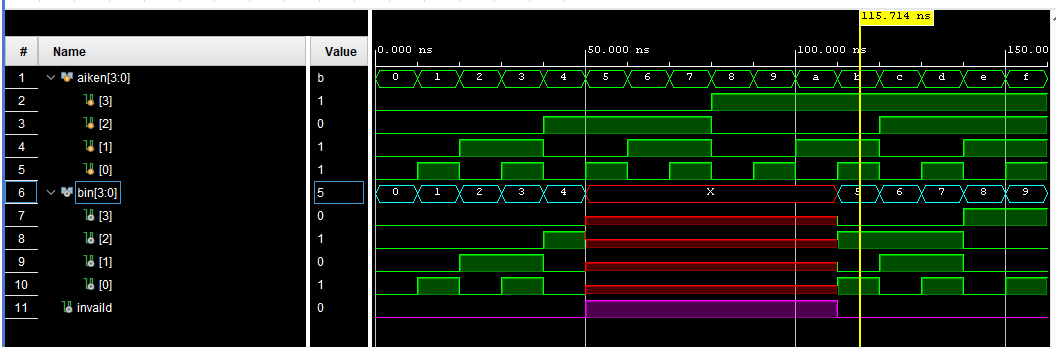 115.714 ns
# Name Value 0.000 ns 50.000 ns 100.000 ns 150.00
1 aiken[3:0] b 0 1 2 3 4 5 6 7 8 9 a b c d e f
2 [3] 1
3 [2] 0
4 [1] 1
5 [0] 1
6 bin[3:0] 5 0 1 2 3 4 X 5 6 7 8 9
7 [3] 0
8 [2] 1
9 [1] 0
10 [0] 1
11 invaild 0